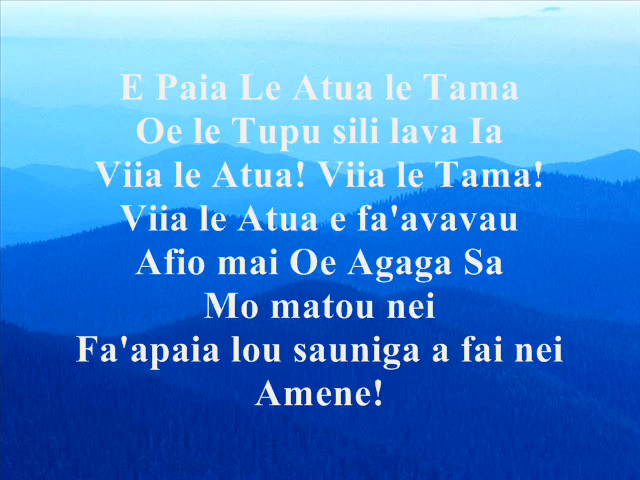 E Paia Le Atua le Tama
Oe le Tupu sili lava Ia
Viia le Atua! Viia le Tama!
Viia le Atua e fa'avavau
Afio mai Oe Agaga Sa
Mo matou nei
Fa'apaia lou sauniga a fai nei
Amene!